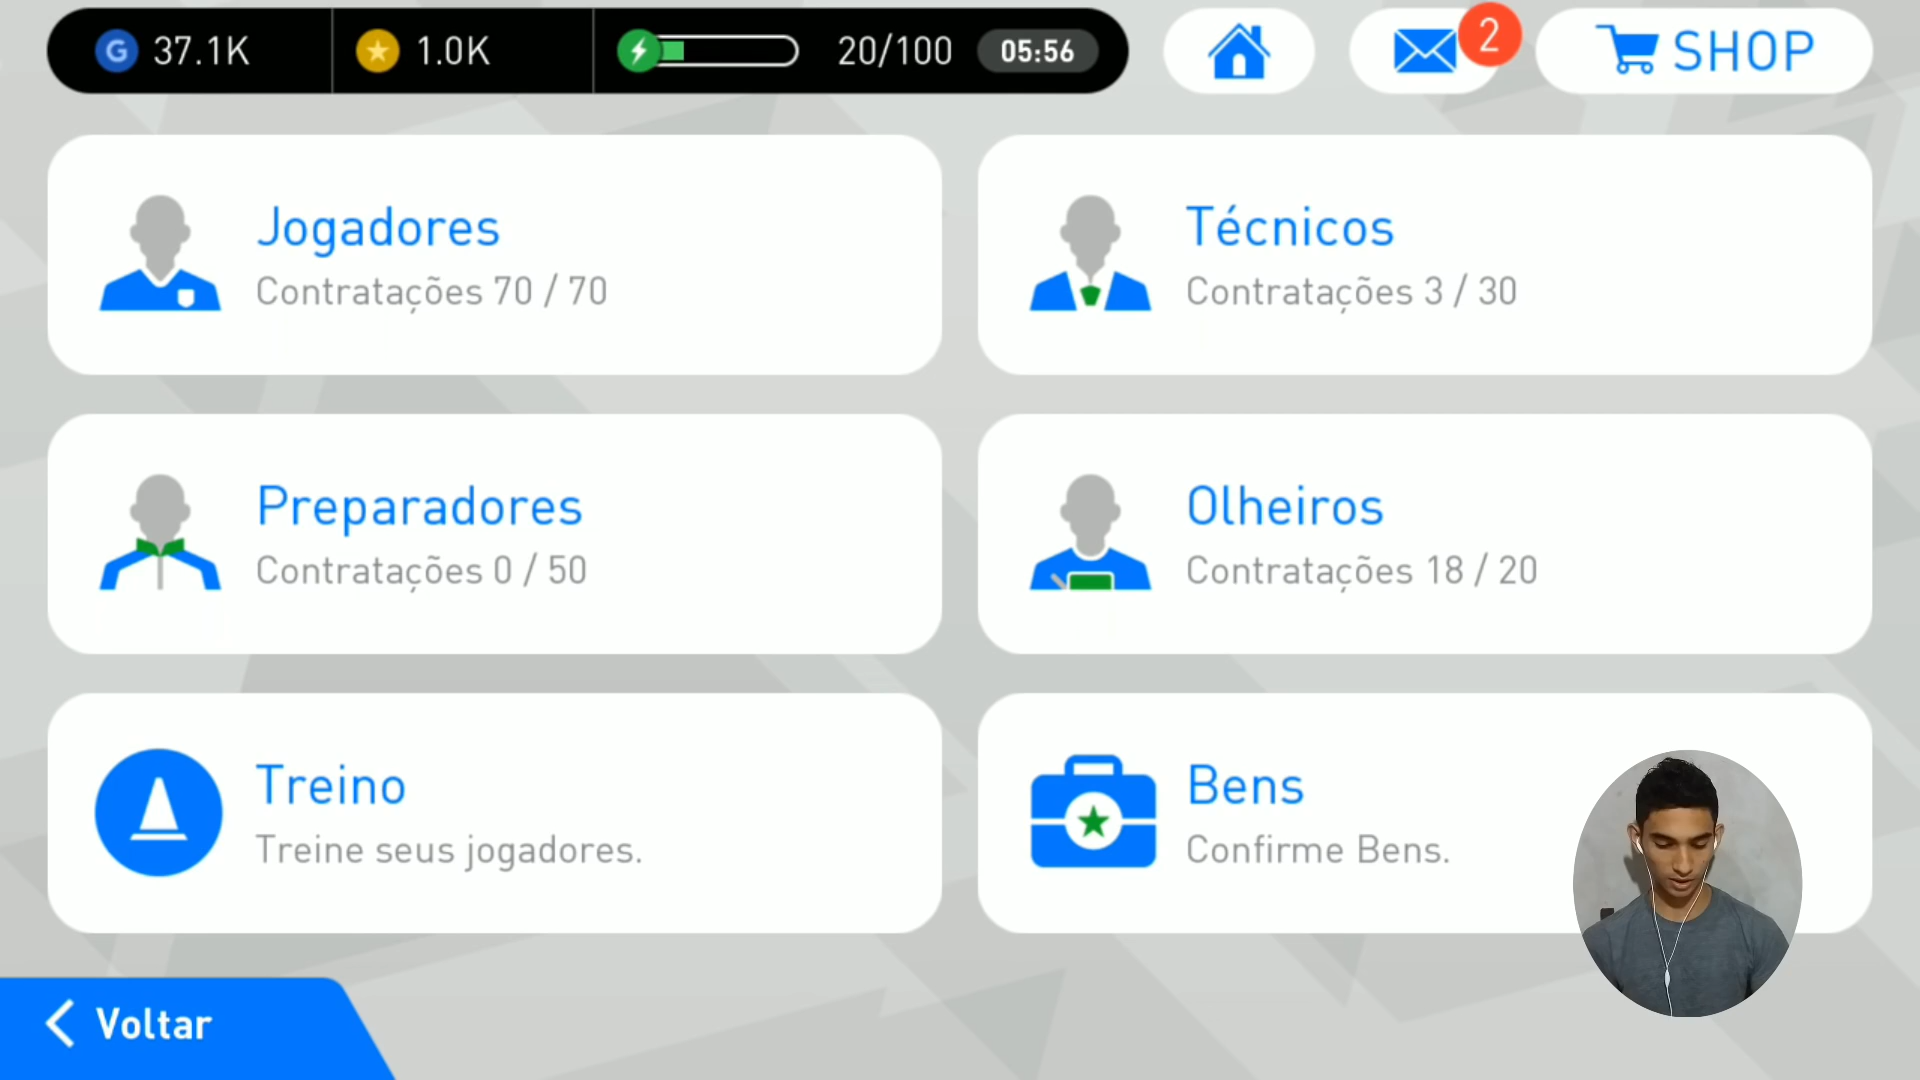 G 37.1K 1.0K 20/100 05:56 2 SHOP
Jogadores
Contratações 70 / 70
Técnicos
Contratações 3 / 30
Preparadores
Contratações 0 / 50
Olheiros
Contratações 18 / 20
Treino
Treine seus jogadores.
Bens
Confirme Bens.
Voltar